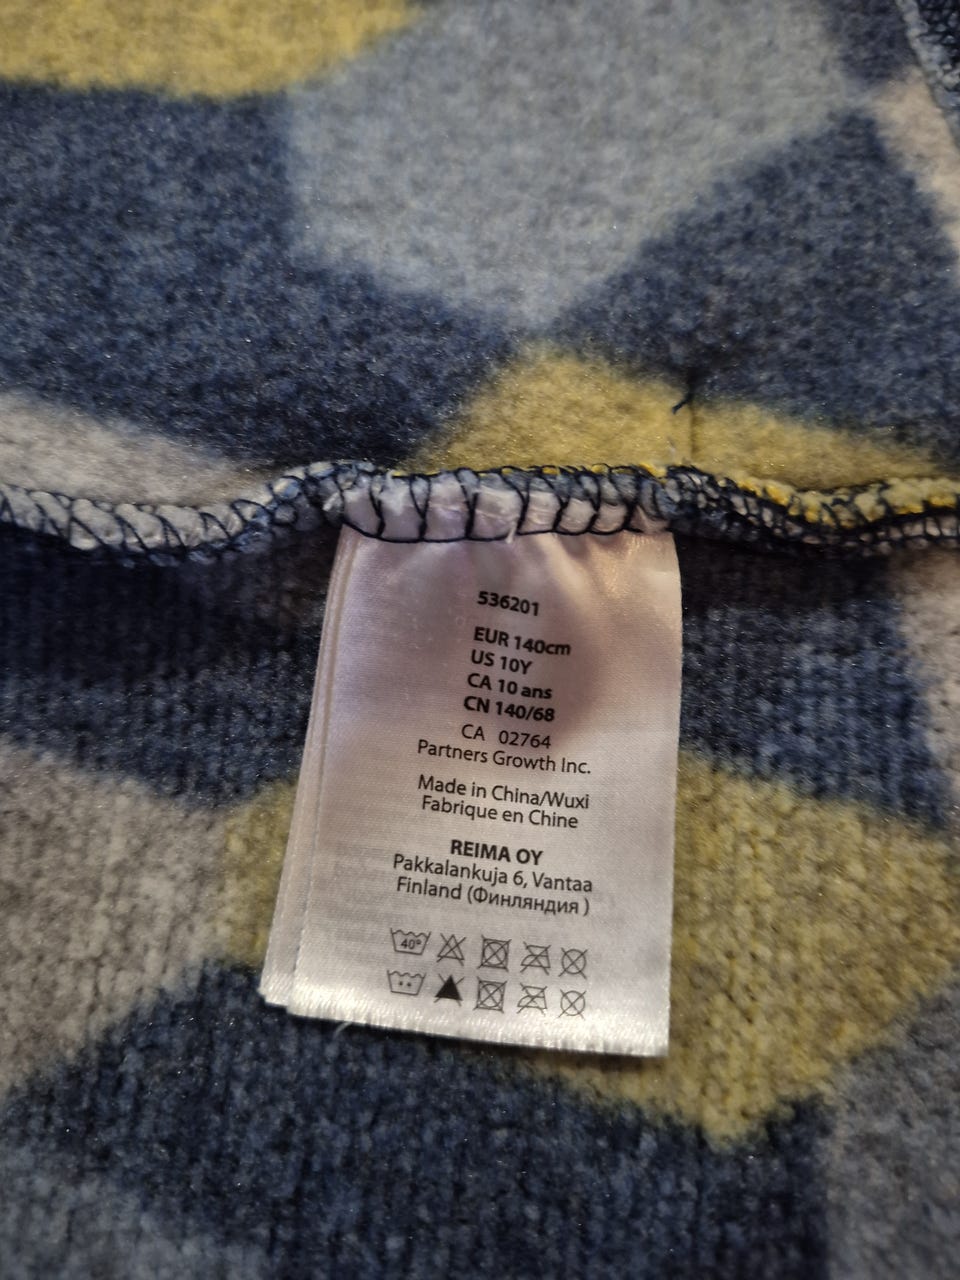 536201
EUR 140cm
US 10Y
CA 10 ans
CN 140/68
CA 02764
Partners Growth Inc.
Made in China/Wuxi
Fabrique en Chine
REIMA OY
Pakkalankuja 6, Vantaa
Finland (Финляндия )
40°